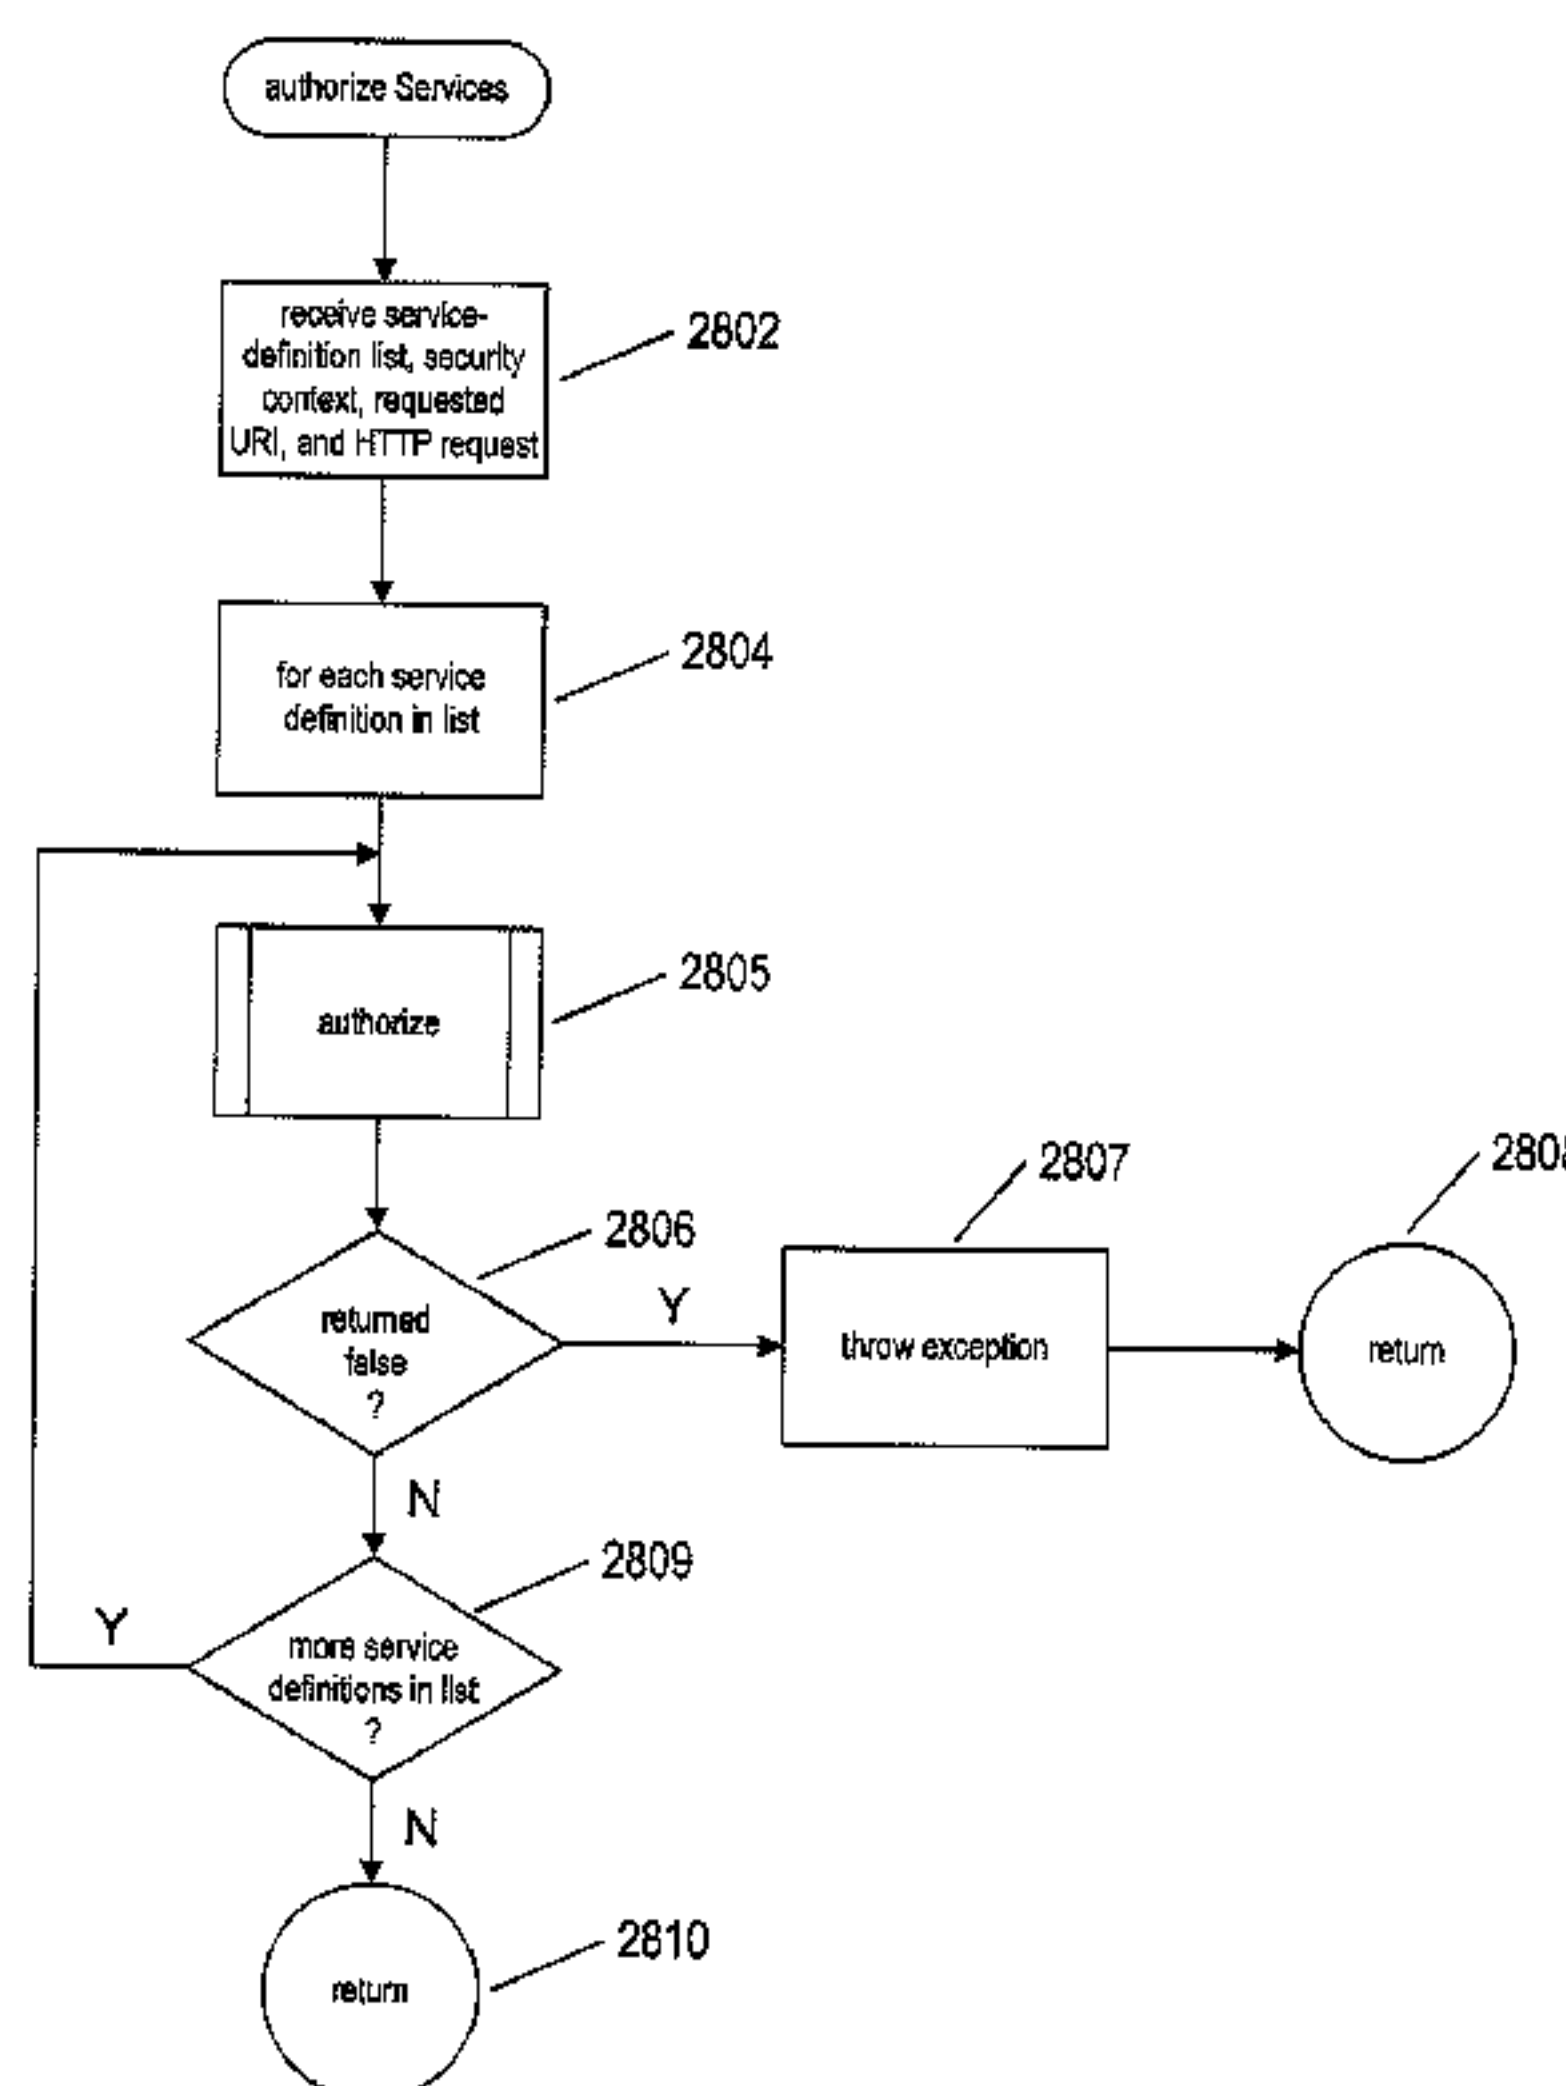 authorize Services
receive service-
definition list, security
context, requested
URI, and HTTP request
2802
for each service
definition in list
2804
authorize
2805
returned
false
?
2806
Y
throw exception
2807
return
N
more service
definitions in list
?
2809
Y
N
return
2810